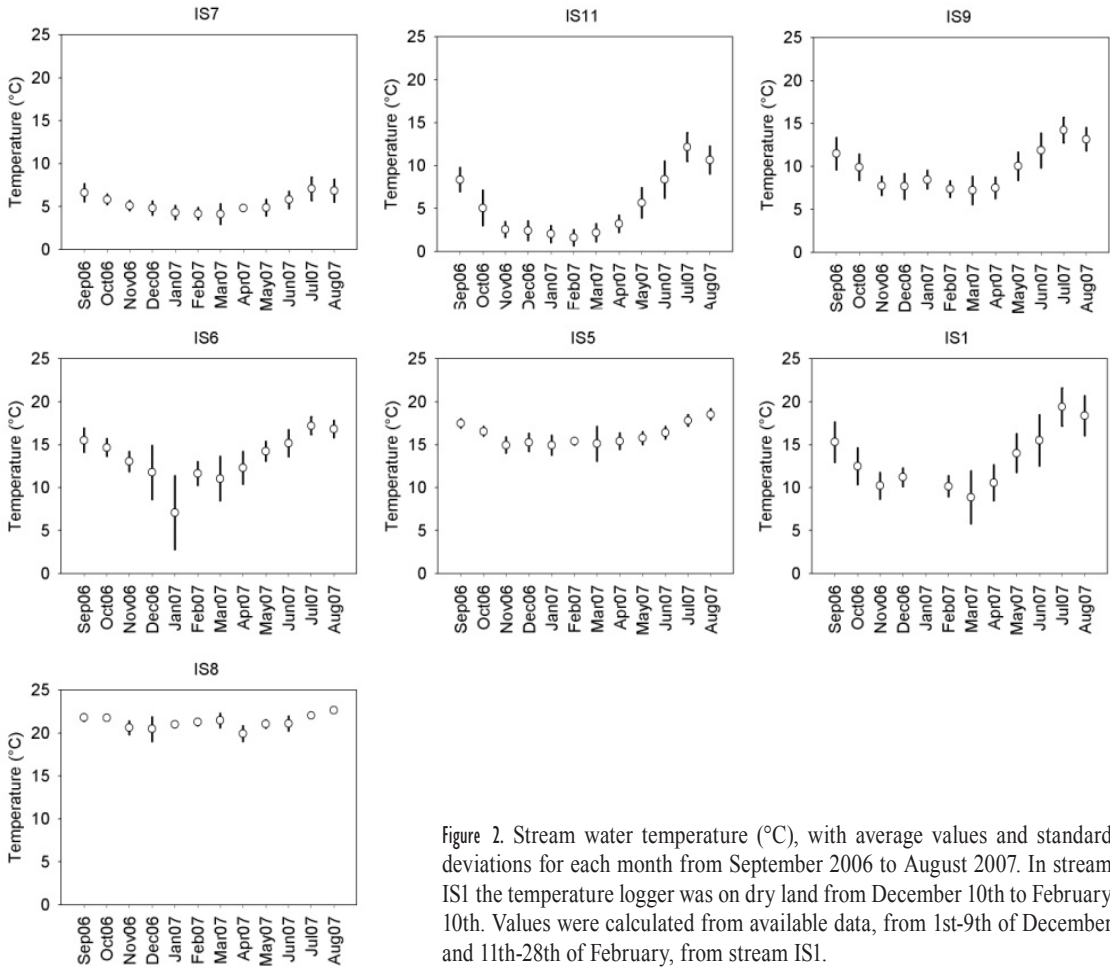 IS7
25
20
15
10
5
0
Temperature (°C)
Sep06
Oct06
Nov06
Dec06
Jan07
Feb07
Mar07
Apr07
May07
Jun07
Jul07
Aug07
IS11
25
20
15
10
5
0
Temperature (°C)
Sep06
Oct06
Nov06
Dec06
Jan07
Feb07
Mar07
Apr07
May07
Jun07
Jul07
Aug07
IS9
25
20
15
10
5
0
Temperature (°C)
Sep06
Oct06
Nov06
Dec06
Jan07
Feb07
Mar07
Apr07
May07
Jun07
Jul07
Aug07
IS6
25
20
15
10
5
0
Temperature (°C)
Sep06
Oct06
Nov06
Dec06
Jan07
Feb07
Mar07
Apr07
May07
Jun07
Jul07
Aug07
IS5
25
20
15
10
5
0
Temperature (°C)
Sep06
Oct06
Nov06
Dec06
Jan07
Feb07
Mar07
Apr07
May07
Jun07
Jul07
Aug07
IS1
25
20
15
10
5
0
Temperature (°C)
Sep06
Oct06
Nov06
Dec06
Jan07
Feb07
Mar07
Apr07
May07
Jun07
Jul07
Aug07
IS8
25
20
15
10
5
0
Temperature (°C)
Sep06
Oct06
Nov06
Dec06
Jan07
Feb07
Mar07
Apr07
May07
Jun07
Jul07
Aug07
Figure 2. Stream water temperature (°C), with average values and standard
deviations for each month from September 2006 to August 2007. In stream
IS1 the temperature logger was on dry land from December 10th to February
10th. Values were calculated from available data, from 1st-9th of December
and 11th-28th of February, from stream IS1.